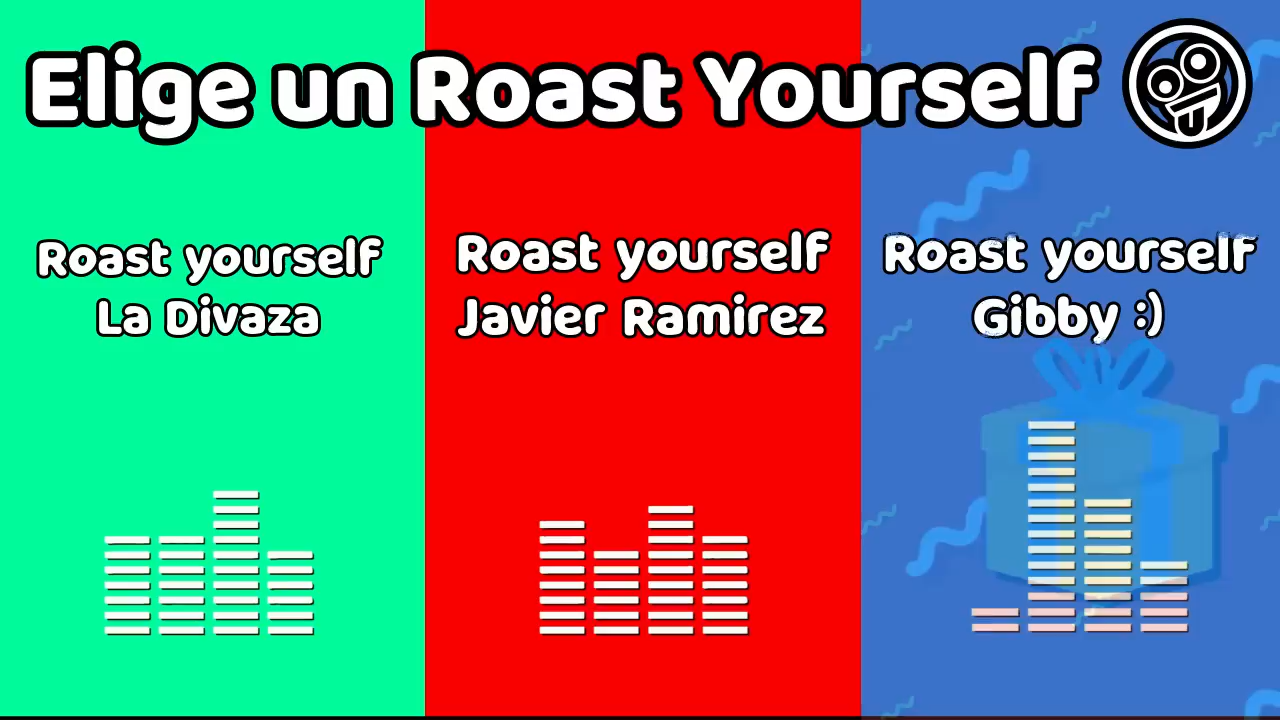 Elige un Roast Yourself
Roast yourself
La Divaza
Roast yourself
Javier Ramirez
Roast yourself
Gibby :)